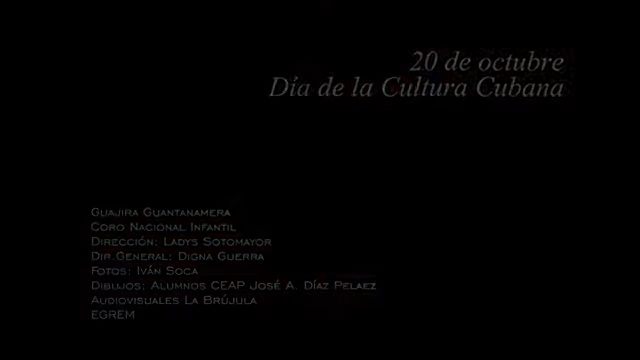 20 de octubre
Día de la Cultura Cubana
Guajira Guantanamera
Coro Nacional Infantil
Dirección: Ladys Sotomayor
Dir.General: Digna Guerra
Fotos: Iván Soca
Dibujos: Alumnos CEAP José A. Díaz Pelaez
Audiovisuales La Brújula
EGREM